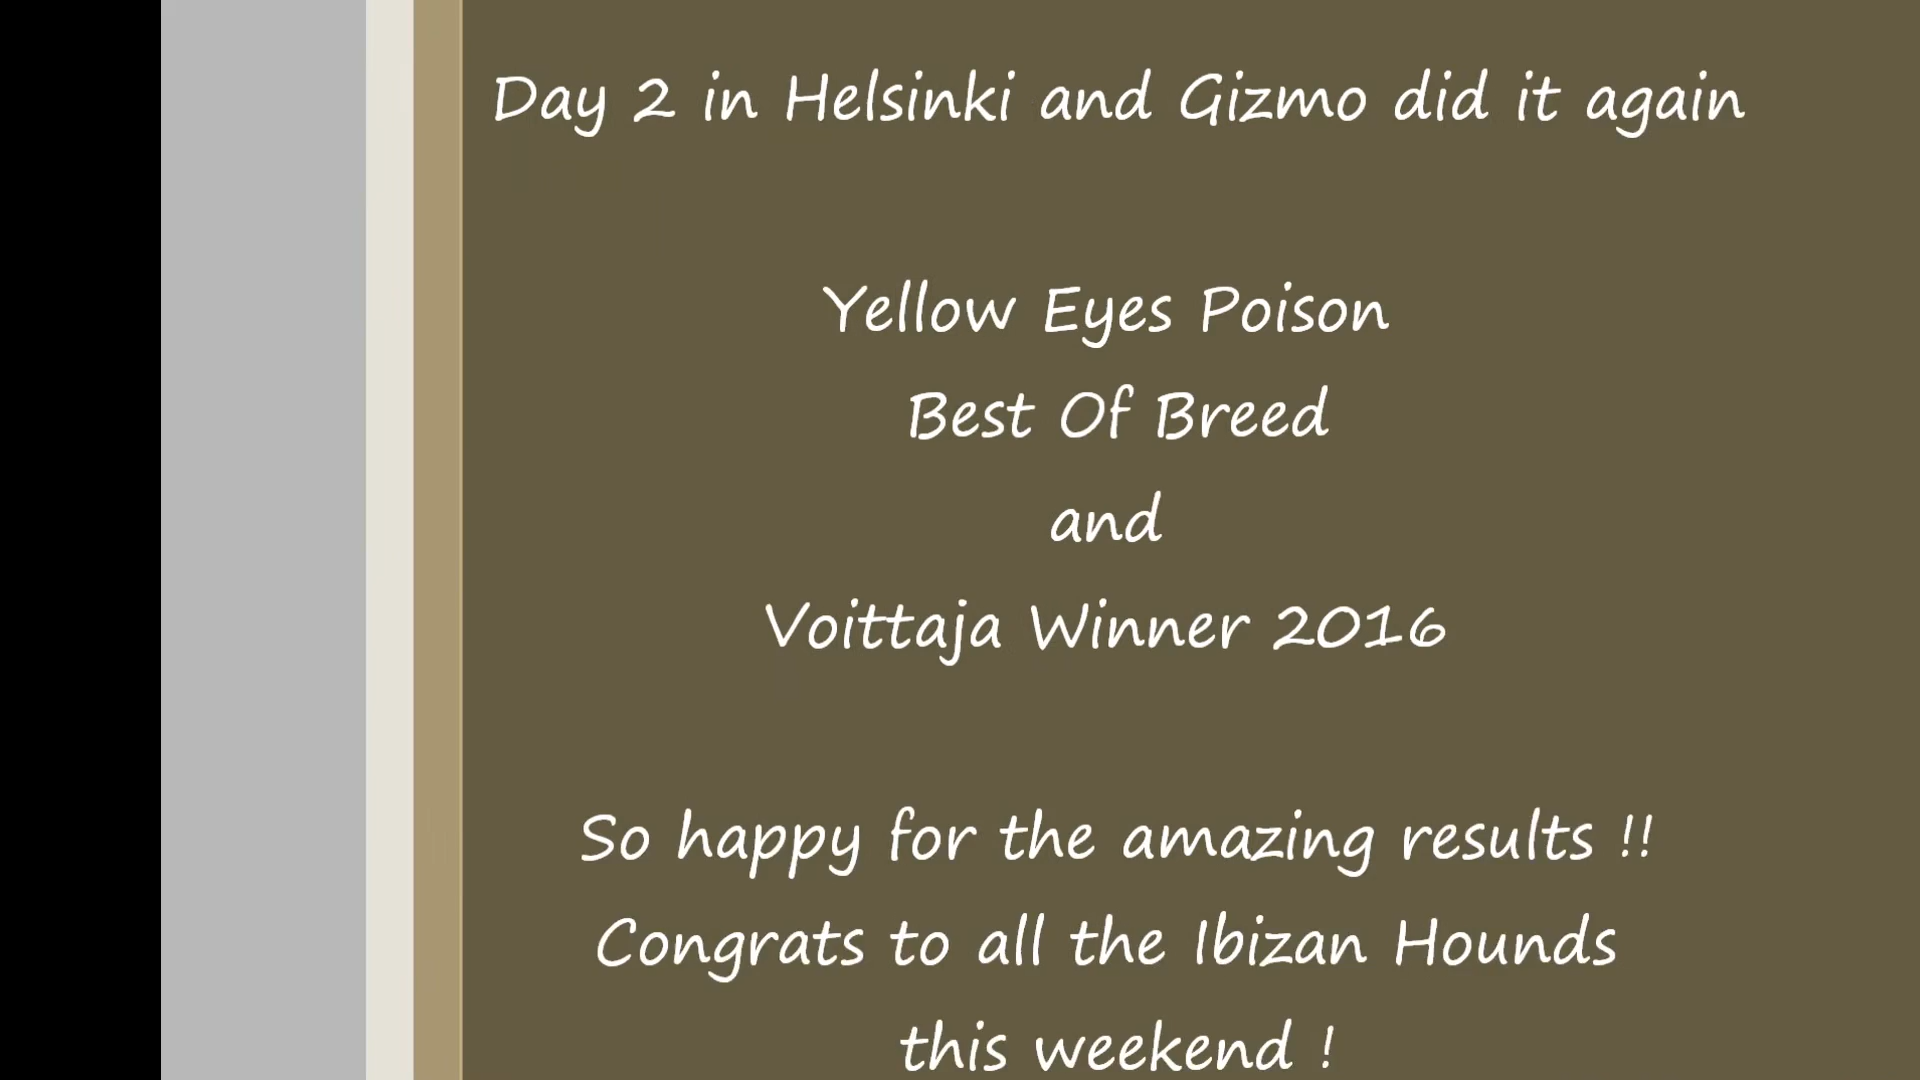 Day 2 in Helsinki and Gizmo did it again
Yellow Eyes Poison
Best Of Breed
and
Voittaja Winner 2016
So happy for the amazing results !!
Congrats to all the Ibizan Hounds
this weekend !